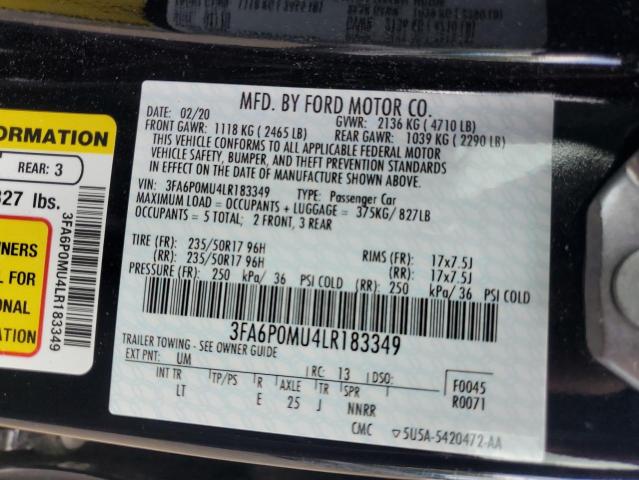 ORMATION
REAR: 3
827 lbs.
WNERS
L FOR
ONAL
3FA6P0MU4LR183349
MFD. BY FORD MOTOR CO.
DATE: 02/20
GVWR: 2136 KG (4710 LB)
FRONT GAWR: 1118 KG (2465 LB)
REAR GAWR: 1039 KG (2290 LB)
THIS VEHICLE CONFORMS TO ALL APPLICABLE FEDERAL MOTOR
VEHICLE SAFETY, BUMPER, AND THEFT PREVENTION STANDARDS
IN EFFECT ON THE DATE OF MANUFACTURE SHOWN ABOVE.
VIN: 3FA6P0MU4LR183349 TYPE: Passenger Car
MAXIMUM LOAD = OCCUPANTS + LUGGAGE = 375KG/827LB
OCCUPANTS = 5 TOTAL; 2 FRONT, 3 REAR
TIRE (FR): 235/50R17 96H RIMS (FR): 17x7.5J
(RR): 235/50R17 96H (RR): 17x7.5J
PRESSURE (FR): 250 kPa/ 36 PSI COLD (RR): 250 kPa/ 36 PSI COLD
3FA6P0MU4LR183349
TRAILER TOWING - SEE OWNER GUIDE
EXT PNT: UM RC: 13 DSO: F0045
INT TR TP/PS R AXLE TR SPR R0071
LT E 25 J NNRR
CMC 5U5A-5420472-AA